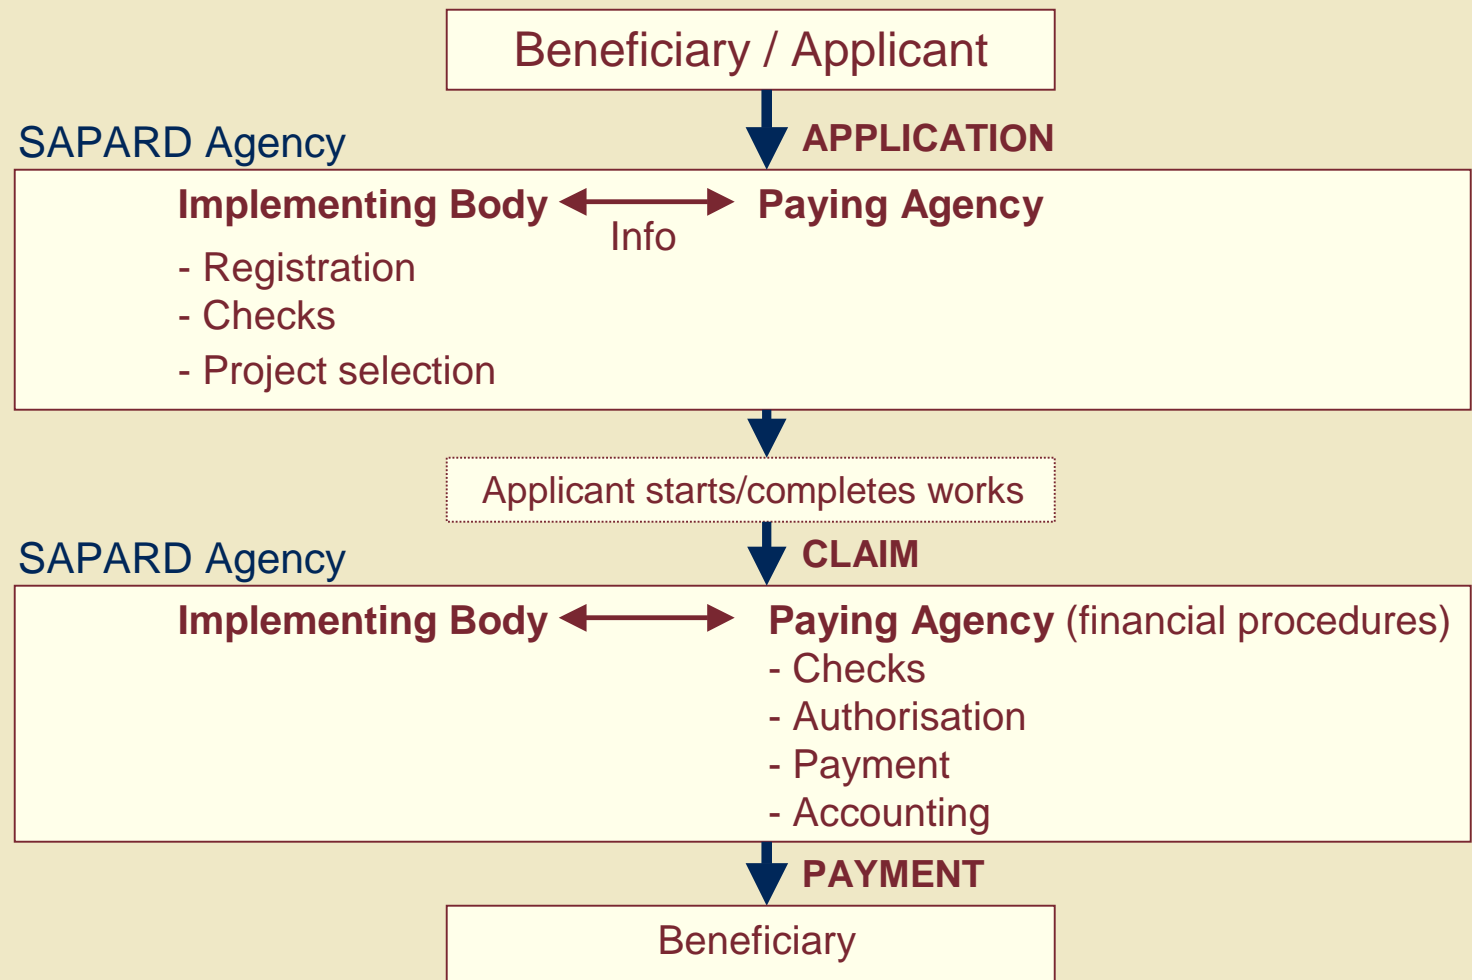 Beneficiary / Applicant
APPLICATION
SAPARD Agency
Implementing Body
Info
Paying Agency
- Registration
- Checks
- Project selection
Applicant starts/completes works
CLAIM
SAPARD Agency
Implementing Body
Paying Agency (financial procedures)
- Checks
- Authorisation
- Payment
- Accounting
PAYMENT
Beneficiary